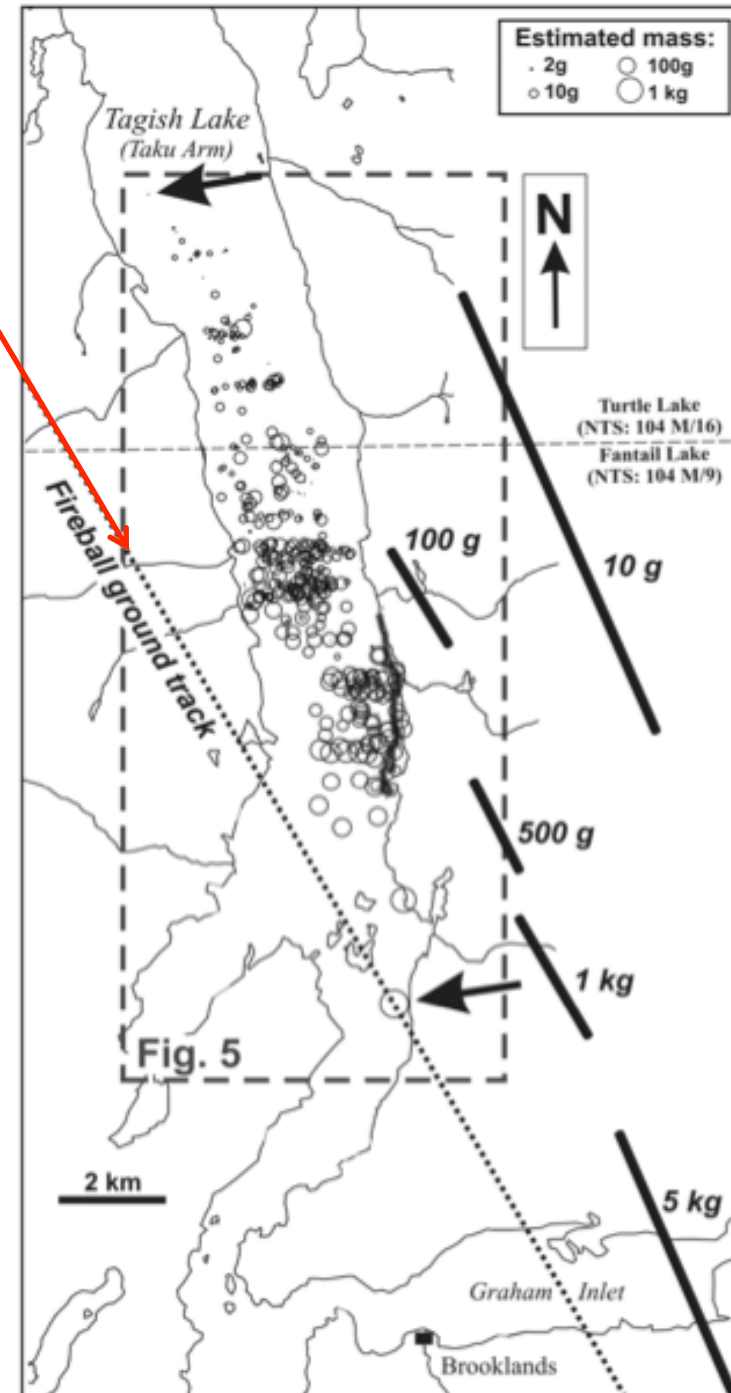 Estimated mass:
2g 100g
10g 1 kg
Tagish Lake
(Taku Arm)
N
Turtle Lake
(NTS: 104 M/16)
Fantail Lake
(NTS: 104 M/9)
Fireball ground track
100 g
10 g
500 g
1 kg
Fig. 5
2 km
5 kg
Graham Inlet
Brooklands